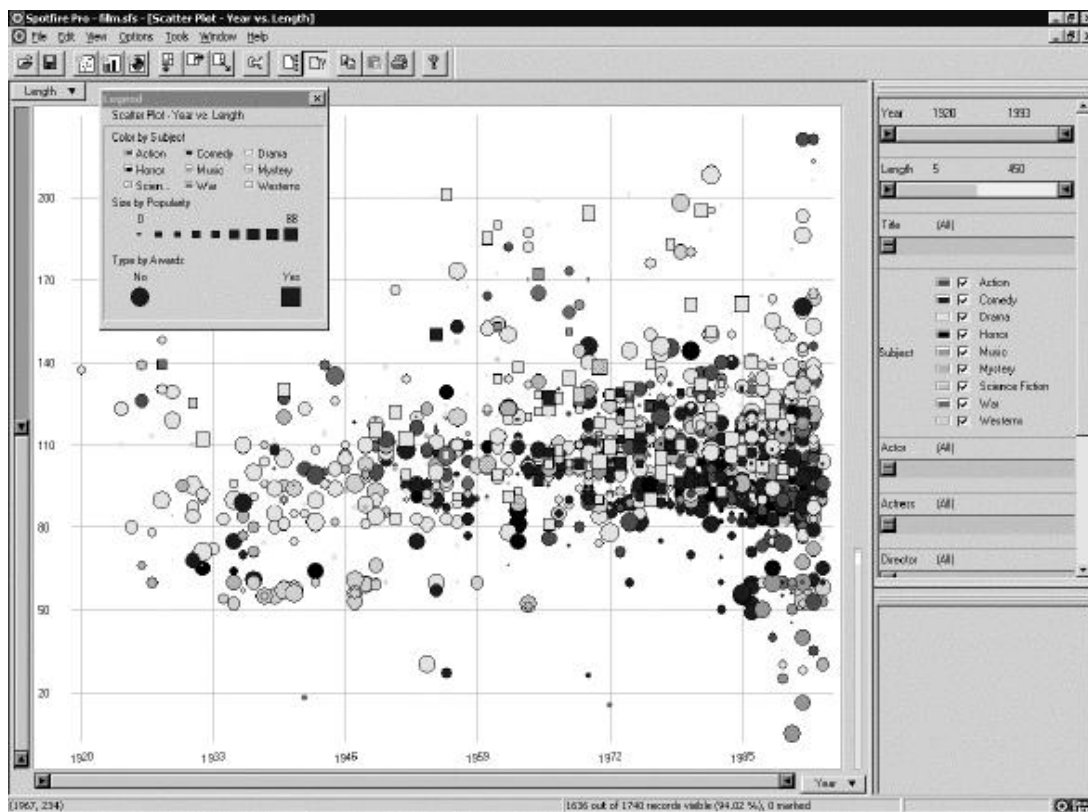 Spotfire Pro - film.sfs - [Scatter Plot - Year vs. Length]
File Edit View Options Tools Window Help
Length
Legend
Scatter Plot - Year vs. Length
Color by Subject
Action Comedy Drama
Horror Music Mystery
Scien... War Westerns
Size by Popularity
0 88
Type by Awards
No Yes
200
170
140
110
80
50
20
1920 1933 1946 1959 1972 1985
Year
Year 1920 1993
Length 5 450
Title (All)
Subject
Action
Comedy
Drama
Horror
Music
Mystery
Science Fiction
War
Westerns
Actor (All)
Actress (All)
Director (All)
(1967, 234)
1636 out of 1740 records visible (94.02 %), 0 marked